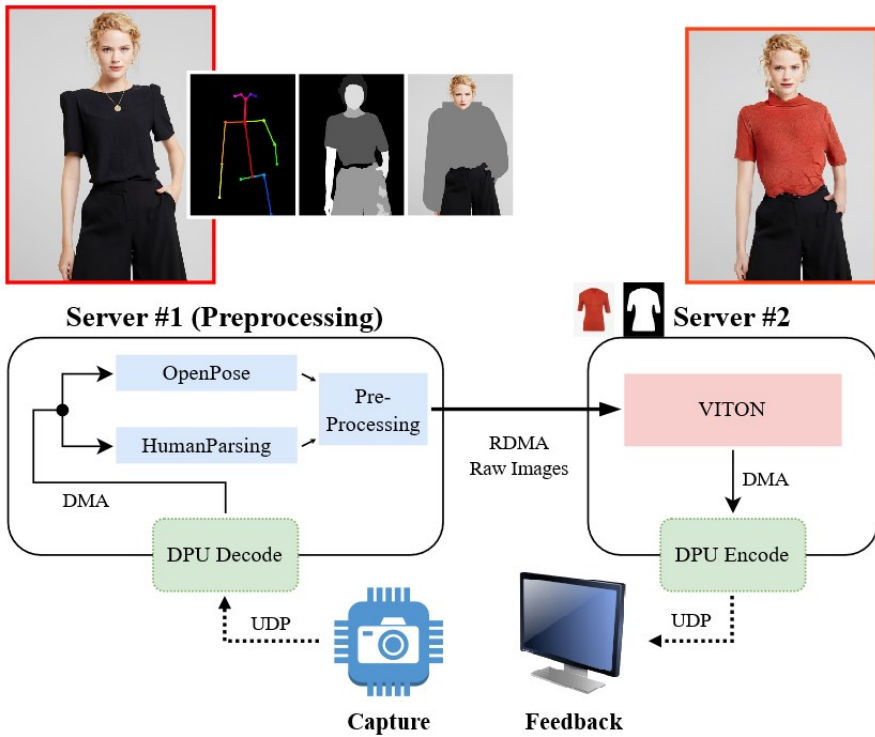 Server #1 (Preprocessing)
Server #2
OpenPose
HumanParsing
Pre-
Processing
DMA
DPU Decode
UDP
Capture
RDMA
Raw Images
VITON
DMA
DPU Encode
UDP
Feedback